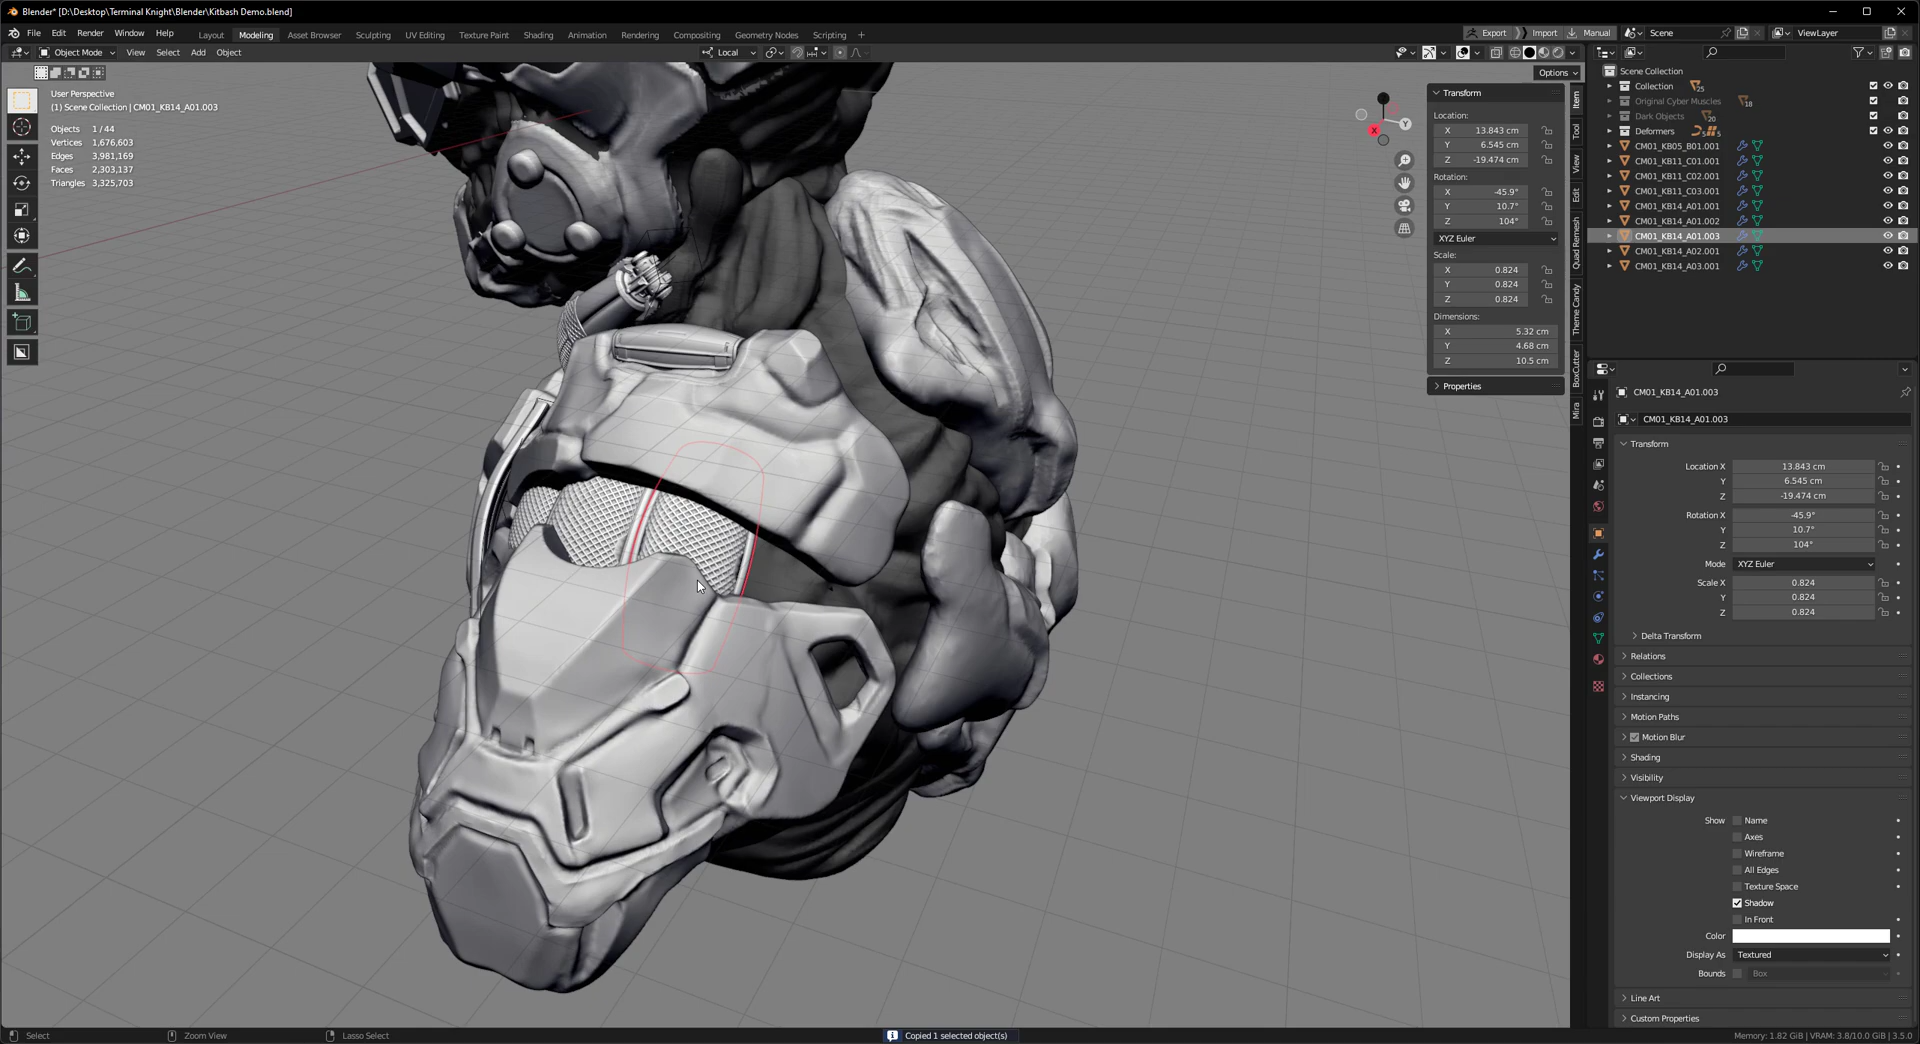 Blender* [D:\Desktop\Terminal Knight\Blender\Kitbash Demo.blend]
File Edit Render Window Help Layout Modeling Asset Browser Sculpting UV Editing Texture Paint Shading Animation Rendering Compositing Geometry Nodes Scripting + Export Import Manual Scene ViewLayer
Object Mode View Select Add Object Local
Options
User Perspective
(1) Scene Collection | CM01_KB14_A01.003
Objects 1 / 44
Vertices 1,676,603
Edges 3,981,169
Faces 2,303,137
Triangles 3,325,703
X
Y
Transform
Location:
X 13.843 cm
Y 6.545 cm
Z -19.474 cm
Rotation:
X -45.9°
Y 10.7°
Z 104°
XYZ Euler
Scale:
X 0.824
Y 0.824
Z 0.824
Dimensions:
X 5.32 cm
Y 4.68 cm
Z 10.5 cm
Properties
Item
Tool
View
Edit
Quad Remesh
Theme Candy
BoxCutter
Mira
Scene Collection
Collection 25
Original Cyber Muscles 18
Dark Objects 20
Deformers 5 5
CM01_KB05_B01.001
CM01_KB11_C01.001
CM01_KB11_C02.001
CM01_KB11_C03.001
CM01_KB14_A01.001
CM01_KB14_A01.002
CM01_KB14_A01.003
CM01_KB14_A02.001
CM01_KB14_A03.001
CM01_KB14_A01.003
CM01_KB14_A01.003
Transform
Location X 13.843 cm
Y 6.545 cm
Z -19.474 cm
Rotation X -45.9°
Y 10.7°
Z 104°
Mode XYZ Euler
Scale X 0.824
Y 0.824
Z 0.824
Delta Transform
Relations
Collections
Instancing
Motion Paths
Motion Blur
Shading
Visibility
Viewport Display
Show Name
Axes
Wireframe
All Edges
Texture Space
Shadow
In Front
Color
Display As Textured
Bounds Box
Line Art
Custom Properties
Select Zoom View Lasso Select Copied 1 selected object(s) Memory: 1.82 GiB | VRAM: 3.8/10.0 GiB | 3.5.0